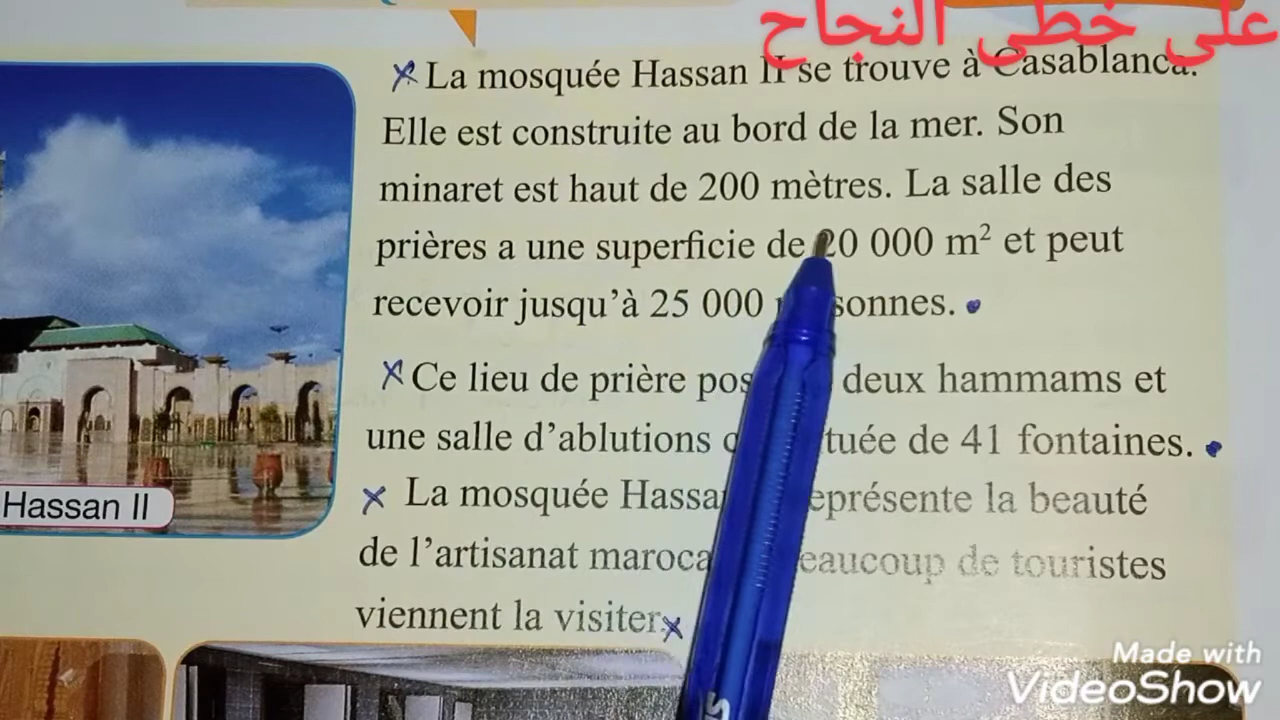 على خطى النجاح
La mosquée Hassan II se trouve à Casablanca.
Elle est construite au bord de la mer. Son
minaret est haut de 200 mètres. La salle des
prières a une superficie de 20 000 m² et peut
recevoir jusqu'à 25 000 sonnes.
Ce lieu de prière deux hammams et
une salle d'ablutions tuée de 41 fontaines.
La mosquée Hassa eprésente la beauté
de l'artisanat maroca eaucoup de touristes
viennent la visiter.
Hassan II
Made with
VideoShow